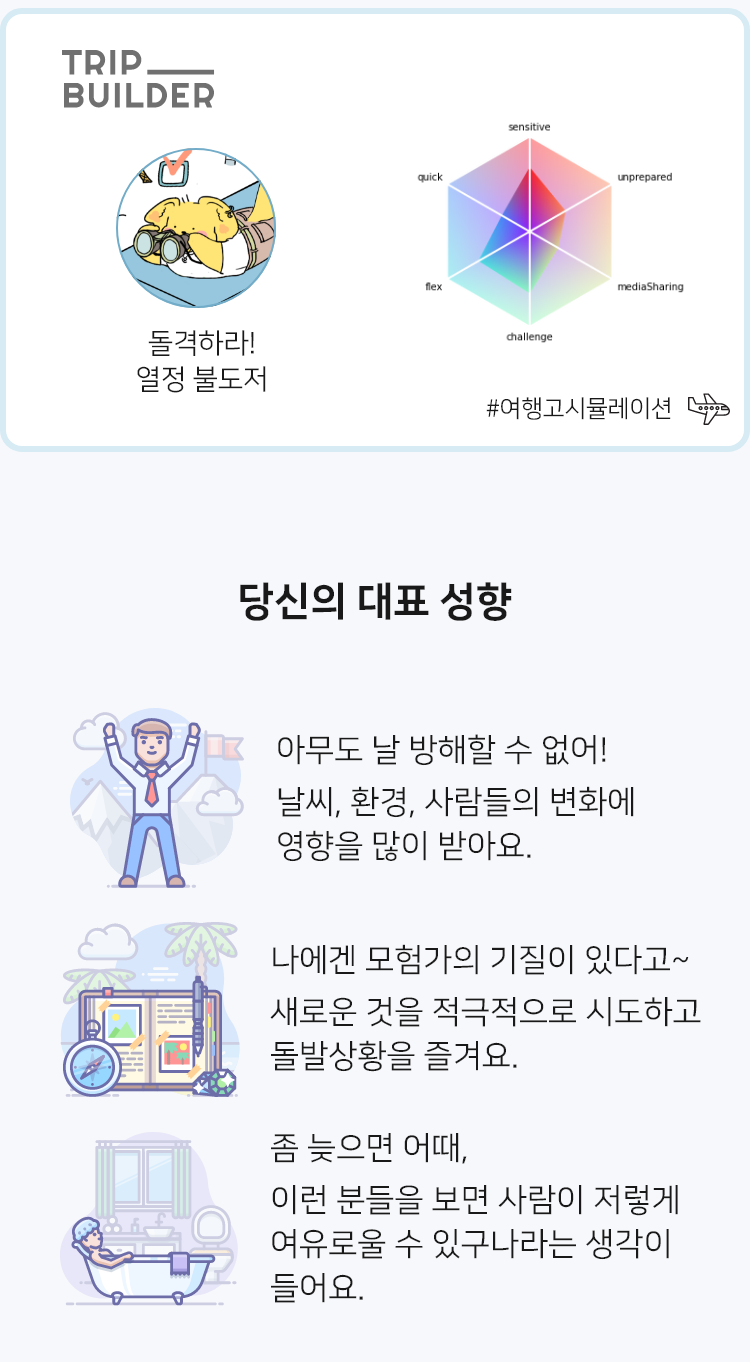 TRIP
BUILDER
sensitive
quick
unprepared
flex
mediaSharing
challenge
돌격하라!
열정 불도저
#여행고시뮬레이션
당신의 대표 성향
아무도 날 방해할 수 없어!
날씨, 환경, 사람들의 변화에
영향을 많이 받아요.
나에겐 모험가의 기질이 있다고~
새로운 것을 적극적으로 시도하고
돌발상황을 즐겨요.
좀 늦으면 어때,
이런 분들을 보면 사람이 저렇게
여유로울 수 있구나라는 생각이
들어요.